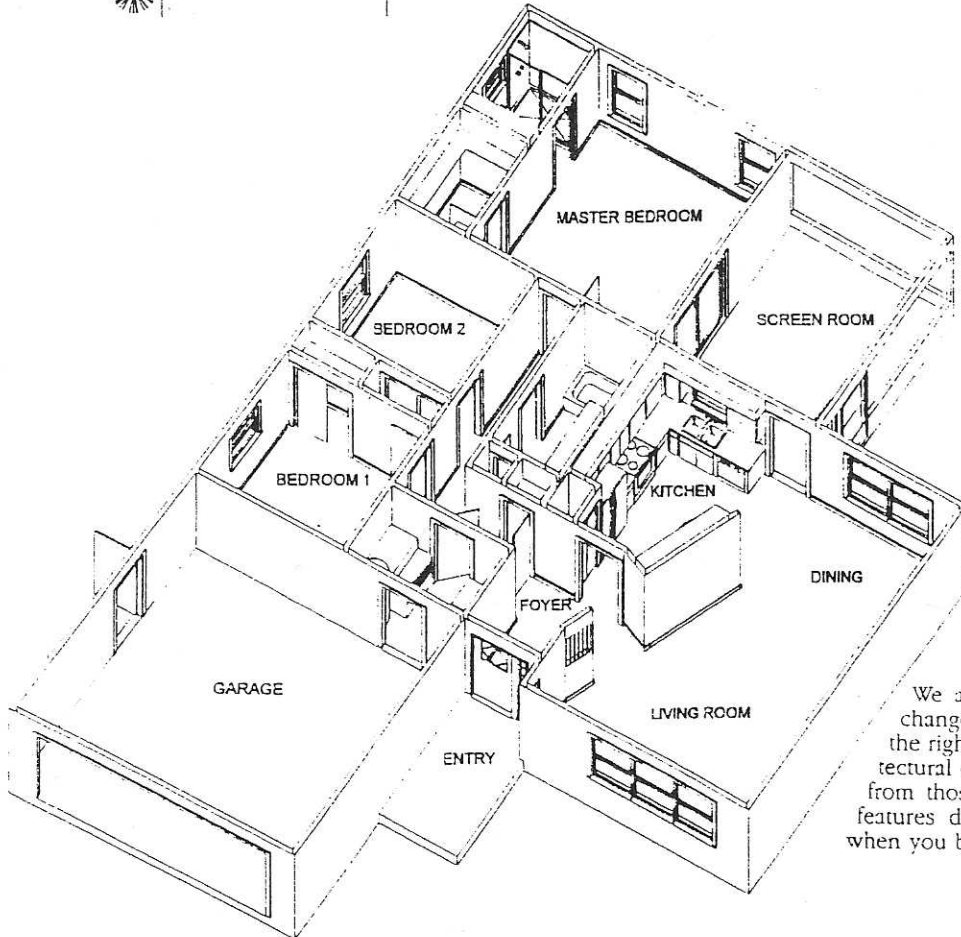 MASTER BEDROOM
SCREEN ROOM
BEDROOM 2
BEDROOM 1
KITCHEN
DINING
FOYER
GARAGE
LIVING ROOM
ENTRY
We
change
the righ
tectural
from thos
features d
when you b